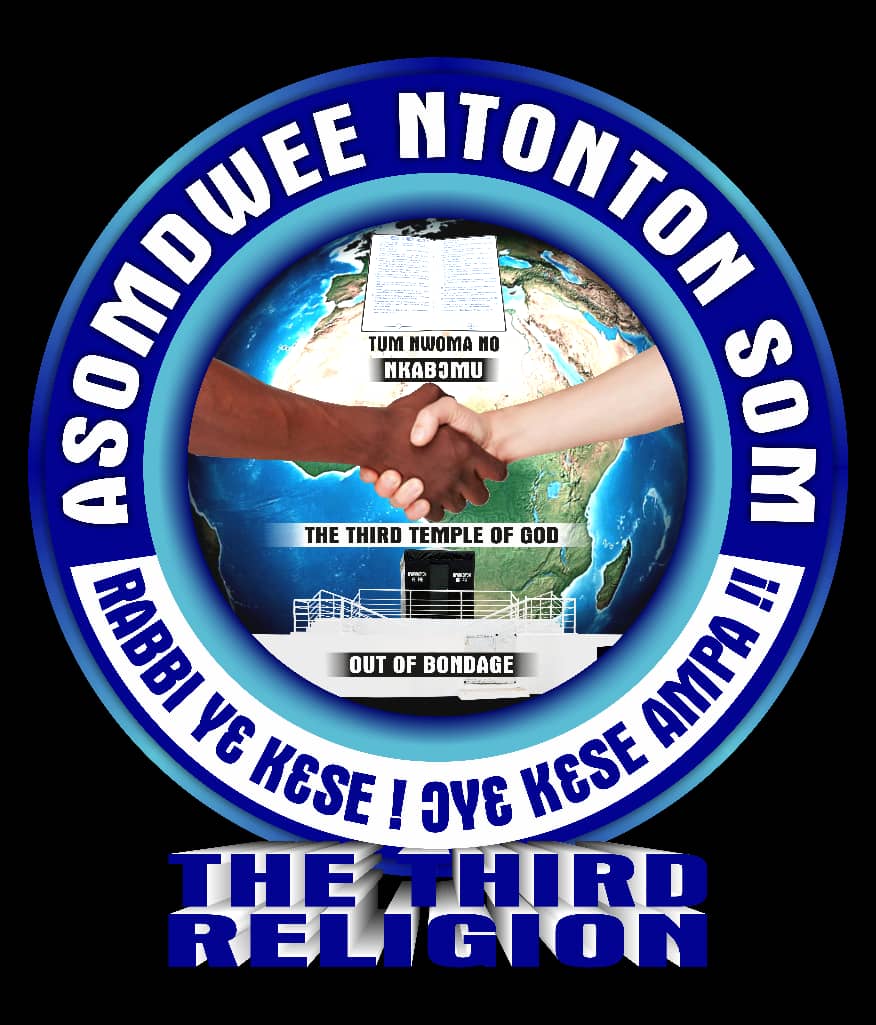 ASOMDWEE NTONTON SOM
TUM NWOMA NO
NKABƆMU
THE THIRD TEMPLE OF GOD
OUT OF BONDAGE
RABBI YƐ KƐSE ! ƆYƐ KƐSE AMPA !!
THE THIRD
RELIGION